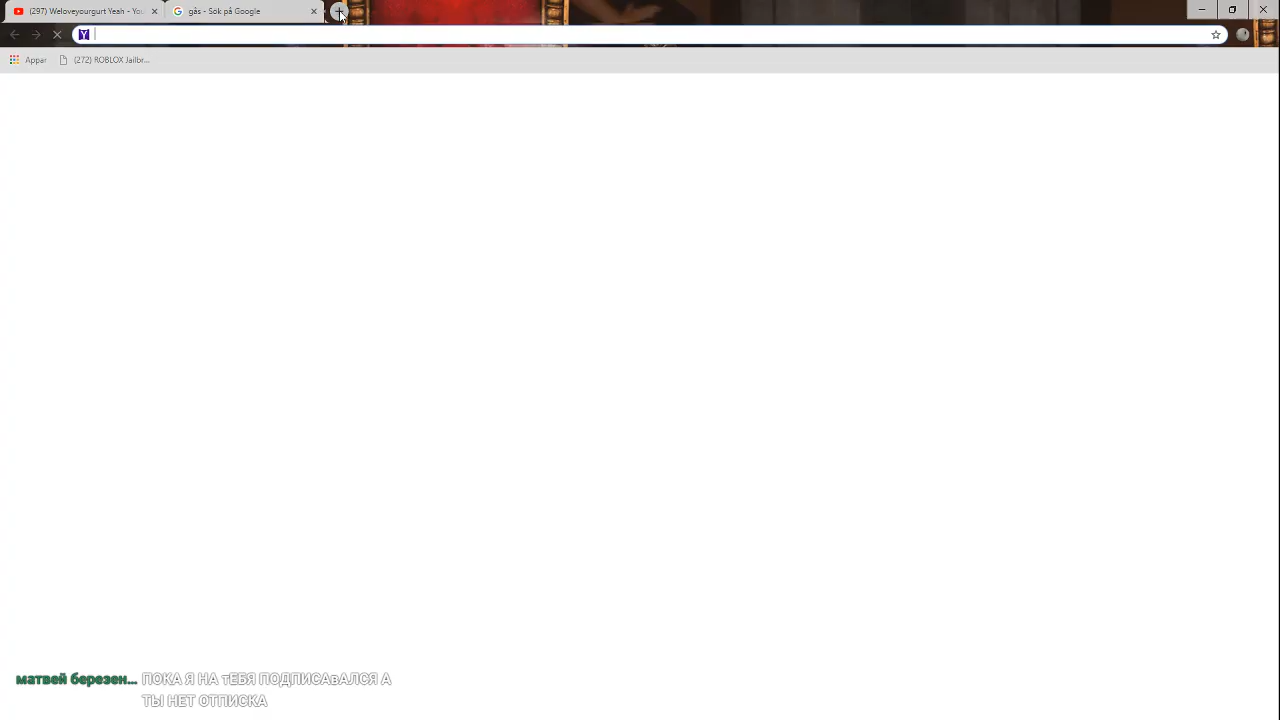 (297) Weloveyourgurt Yeah - You
gås - Sök på Google
Appar
(272) ROBLOX Jailbr...
матвей березен... ПОКА Я НА тЕБЯ ПОДПИСАвАЛСЯ А
ТЫ НЕТ ОТПИСКА